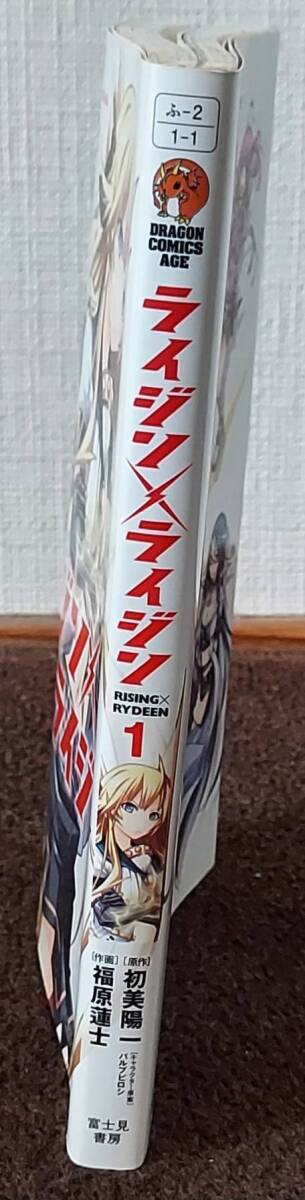 ふ-2
1-1
DRAGON
COMICS
AGE
ライジン×ライジン
RISING×
RYDEEN
1
[原作] 初美陽一
[キャラクター原案] パルプピロシ
[作画] 福原蓮士
富士見
書房